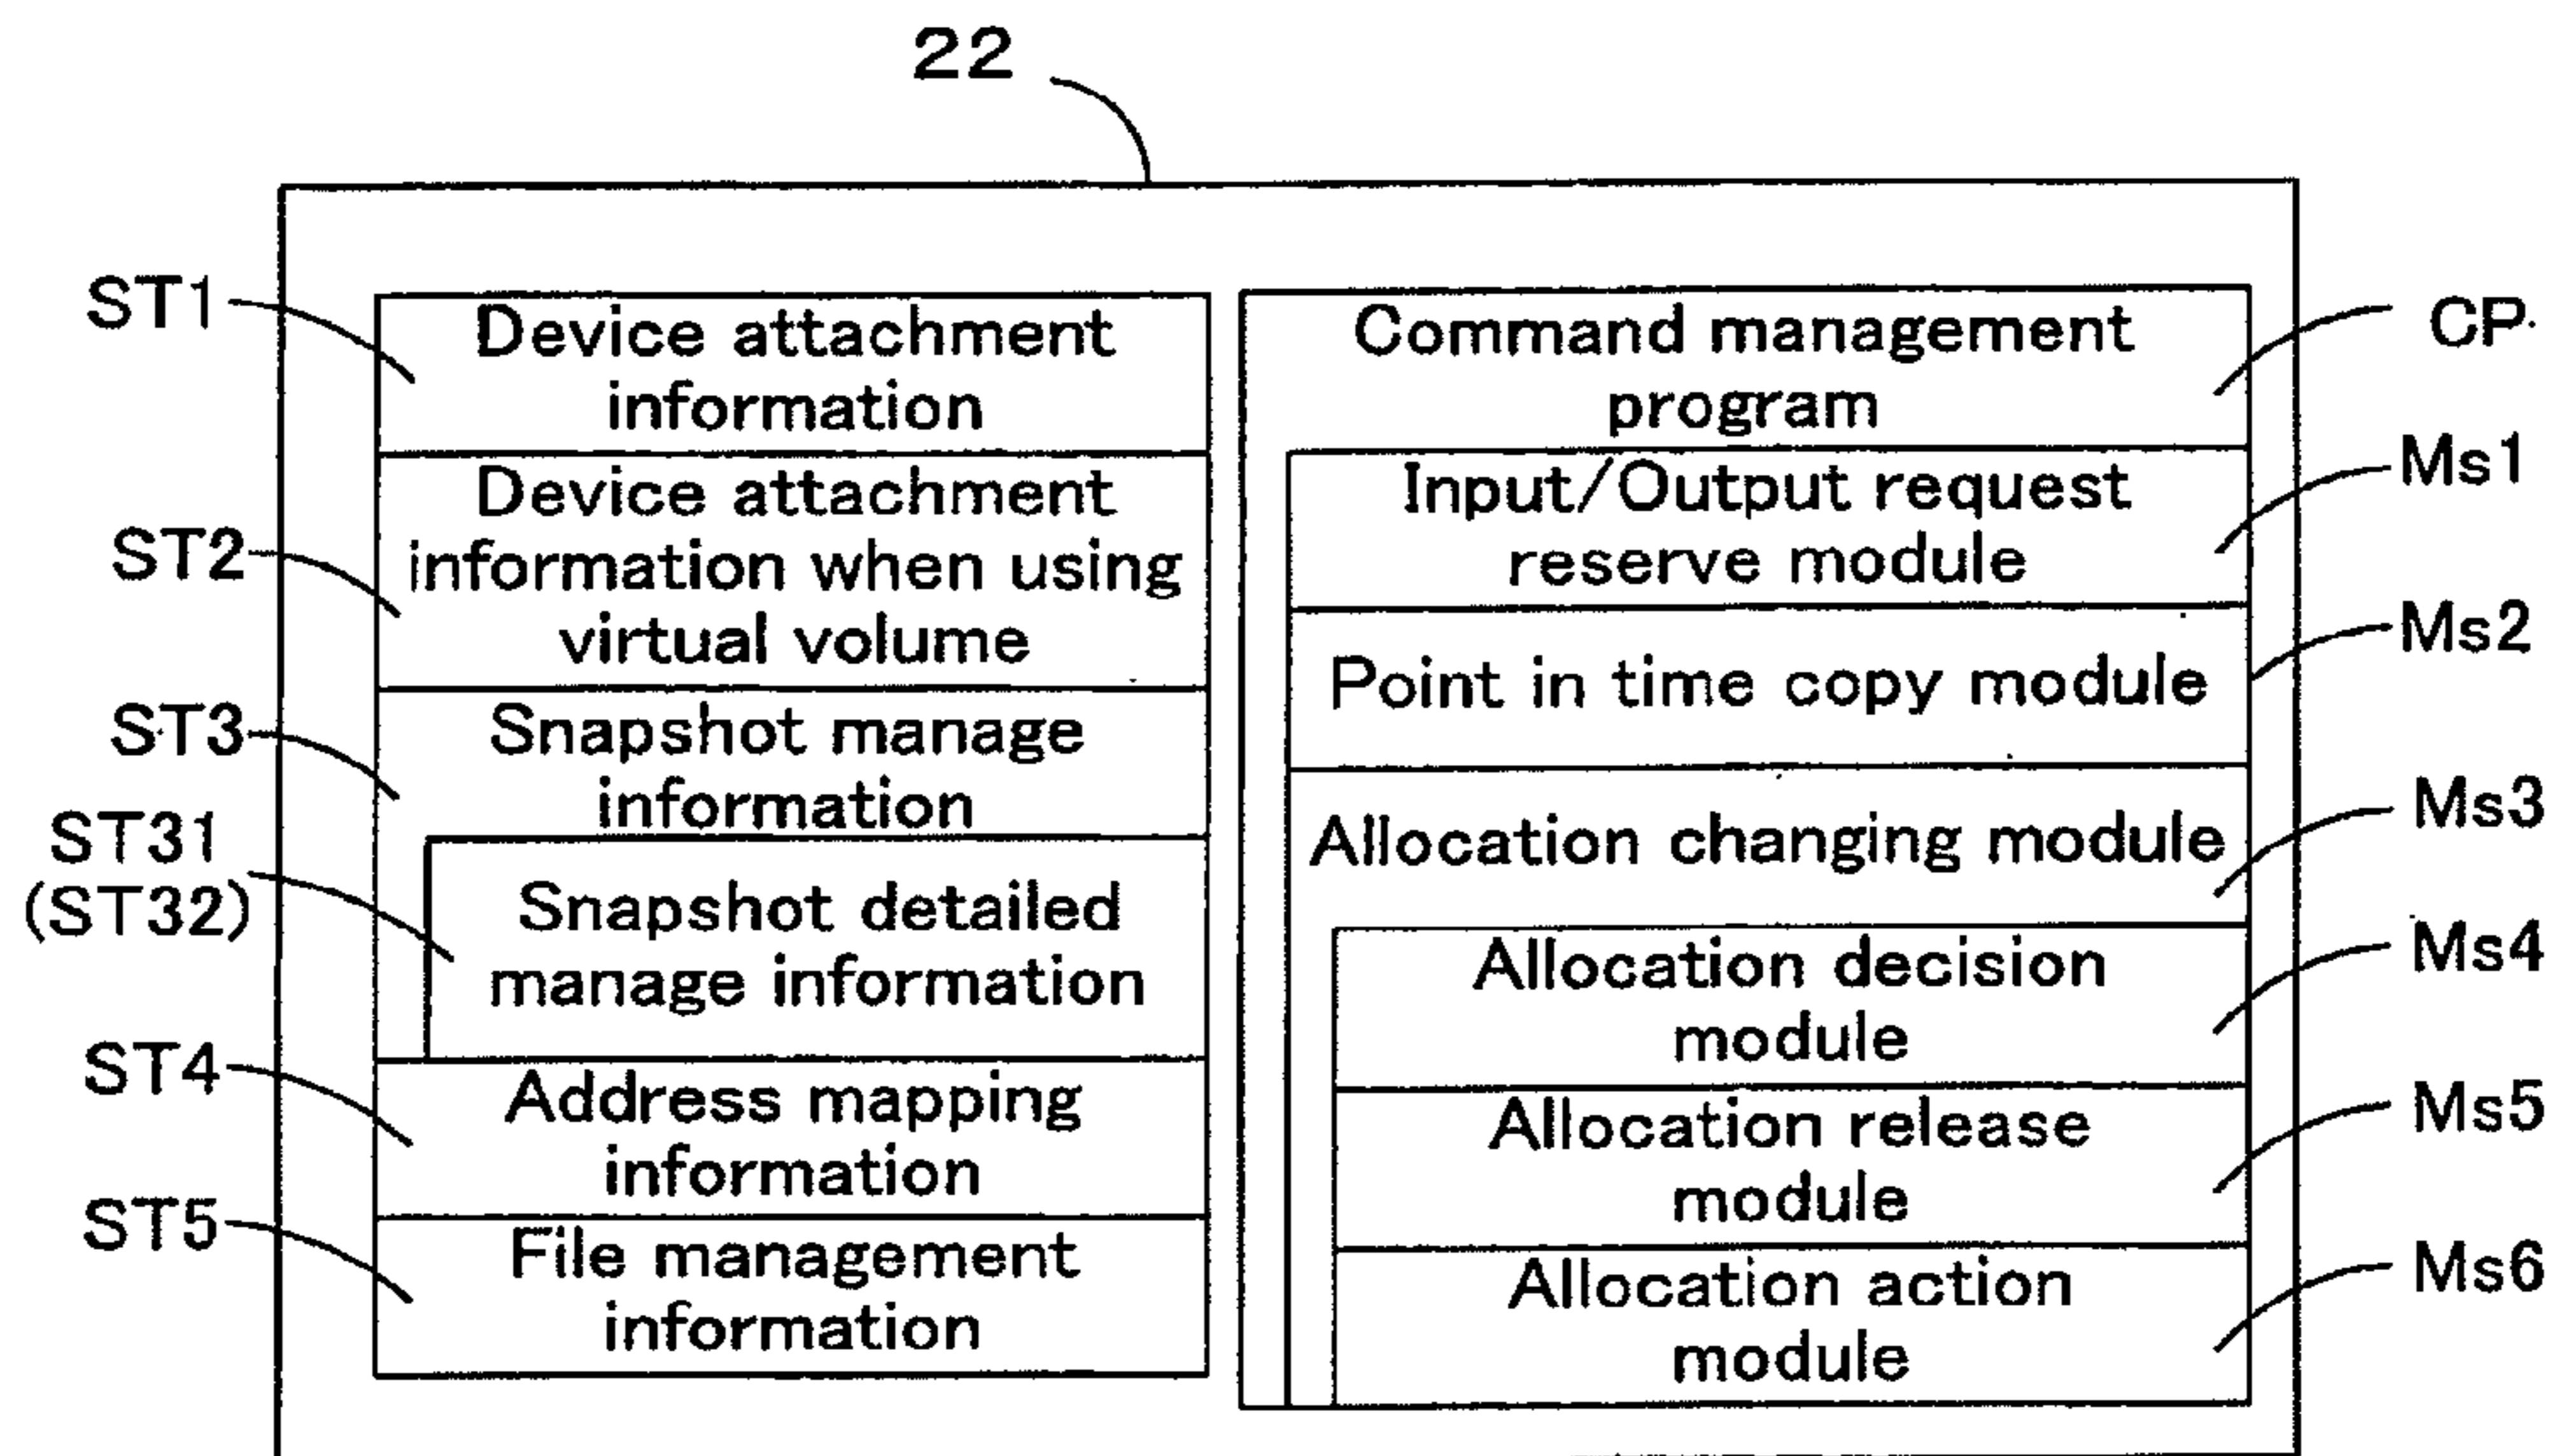 22
ST1
Device attachment
information
ST2
Device attachment
information when using
virtual volume
ST3
Snapshot manage
information
ST31
(ST32)
Snapshot detailed
manage information
ST4
Address mapping
information
ST5
File management
information
Command management
program
CP
Input/Output request
reserve module
Ms1
Point in time copy module
Ms2
Allocation changing module
Ms3
Allocation decision
module
Ms4
Allocation release
module
Ms5
Allocation action
module
Ms6